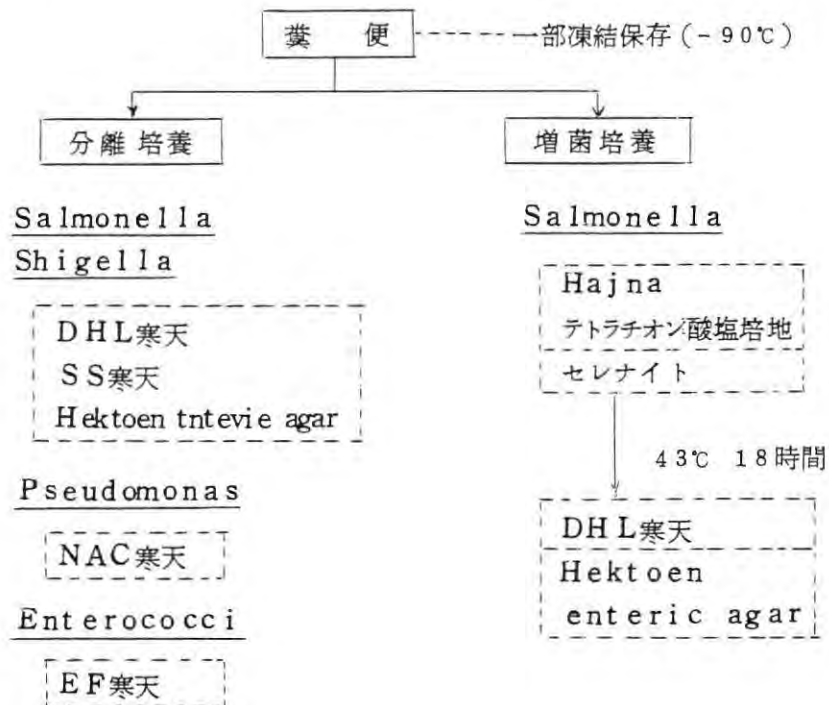 糞 便 一部凍結保存(-90℃)
分離培養
増菌培養
Salmonella
Shigella
DHL寒天
SS寒天
Hektoen tntevie agar
Pseudomonas
NAC寒天
Enterococci
EF寒天
Salmonella
Hajna
テトラチオン酸塩培地
セレナイト
43℃ 18時間
DHL寒天
Hektoen
enteric agar